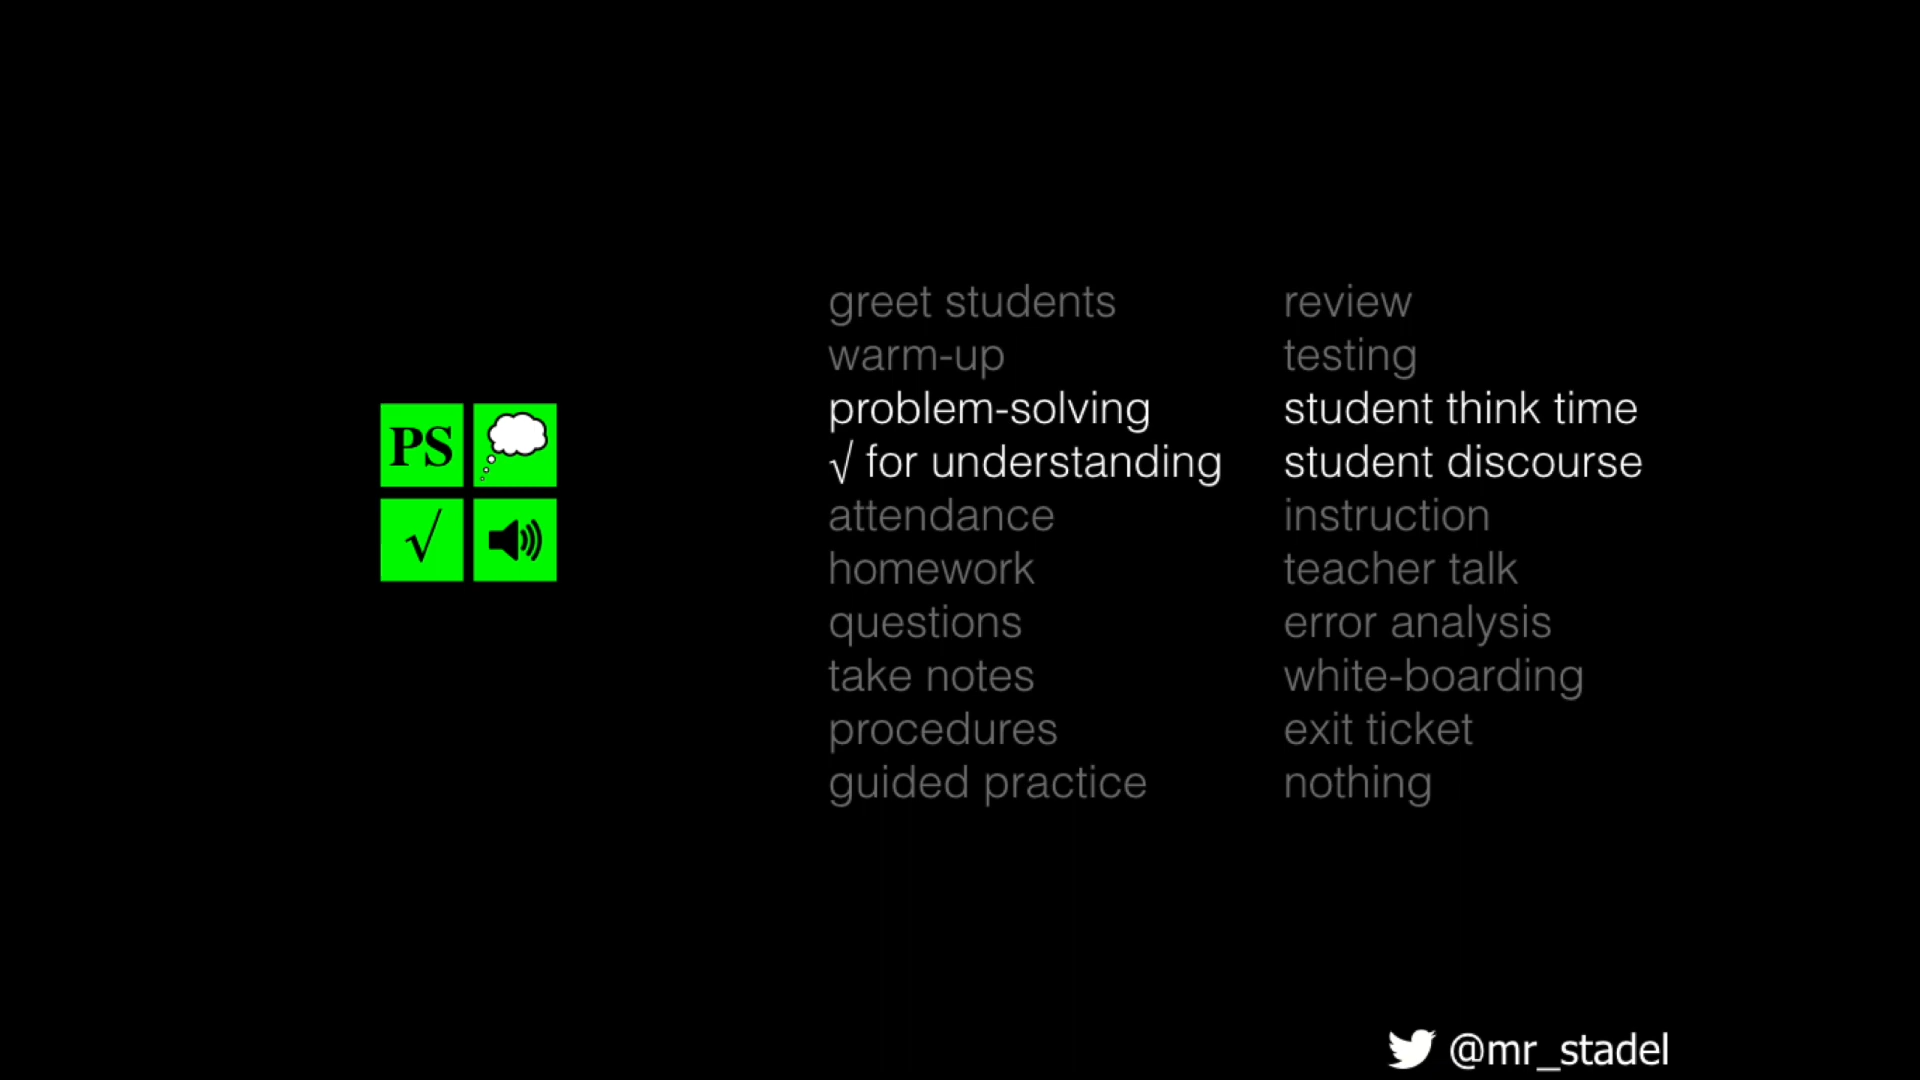 PS
√
greet students
warm-up
problem-solving
√ for understanding
attendance
homework
questions
take notes
procedures
guided practice
review
testing
student think time
student discourse
instruction
teacher talk
error analysis
white-boarding
exit ticket
nothing
@mr_stadel